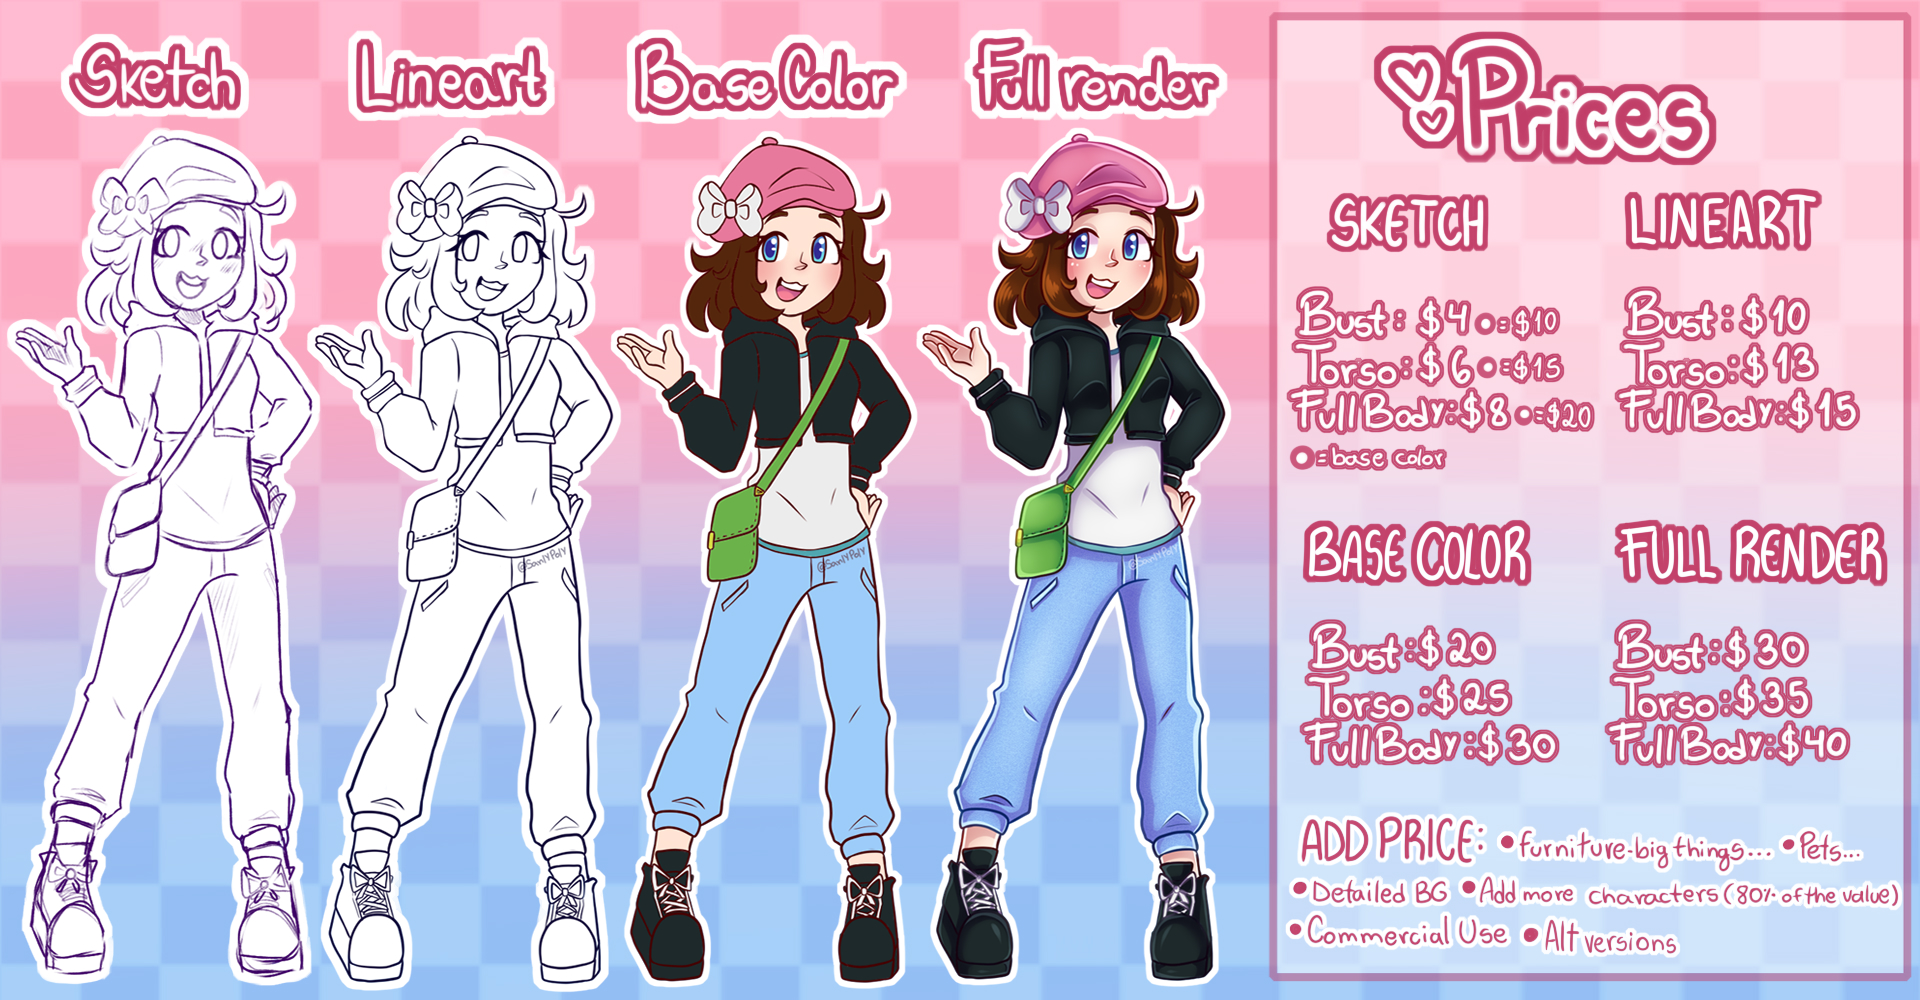 Sketch
Lineart
Base Color
Full render
Prices
SKETCH
Bust: $4 = $10
Torso: $6 = $15
Full Body: $8 = $20
= base color
LINEART
Bust: $10
Torso: $13
Full Body: $15
BASE COLOR
Bust: $20
Torso: $25
Full Body: $30
FULL RENDER
Bust: $30
Torso: $35
Full Body: $40
ADD PRICE: •furniture-big things... •Pets...
•Detailed BG •Add more characters (80% of the value)
•Commercial Use •Alt versions